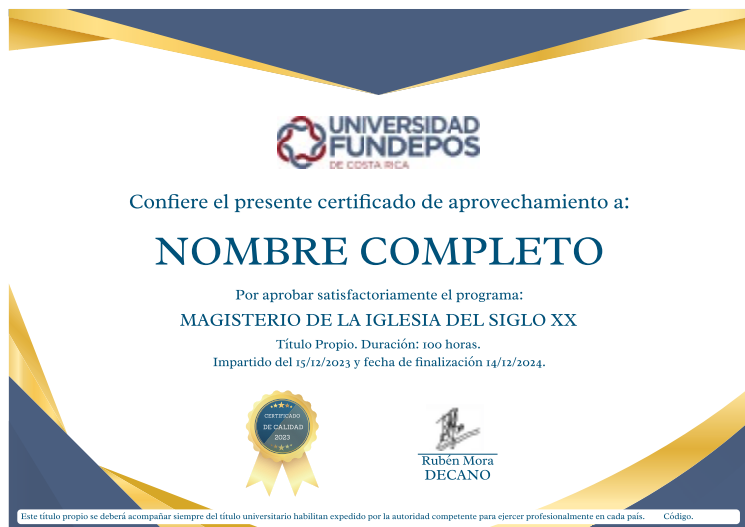 UNIVERSIDAD
FUNDEPOS
DE COSTA RICA
Confiere el presente certificado de aprovechamiento a:
NOMBRE COMPLETO
Por aprobar satisfactoriamente el programa:
MAGISTERIO DE LA IGLESIA DEL SIGLO XX
Título Propio. Duración: 100 horas.
Impartido del 15/12/2023 y fecha de finalización 14/12/2024.
CERTIFICADO
DE CALIDAD
2023
Rubén Mora
DECANO
Este título propio se deberá acompañar siempre del título universitario habilitan expedido por la autoridad competente para ejercer profesionalmente en cada país. Código.